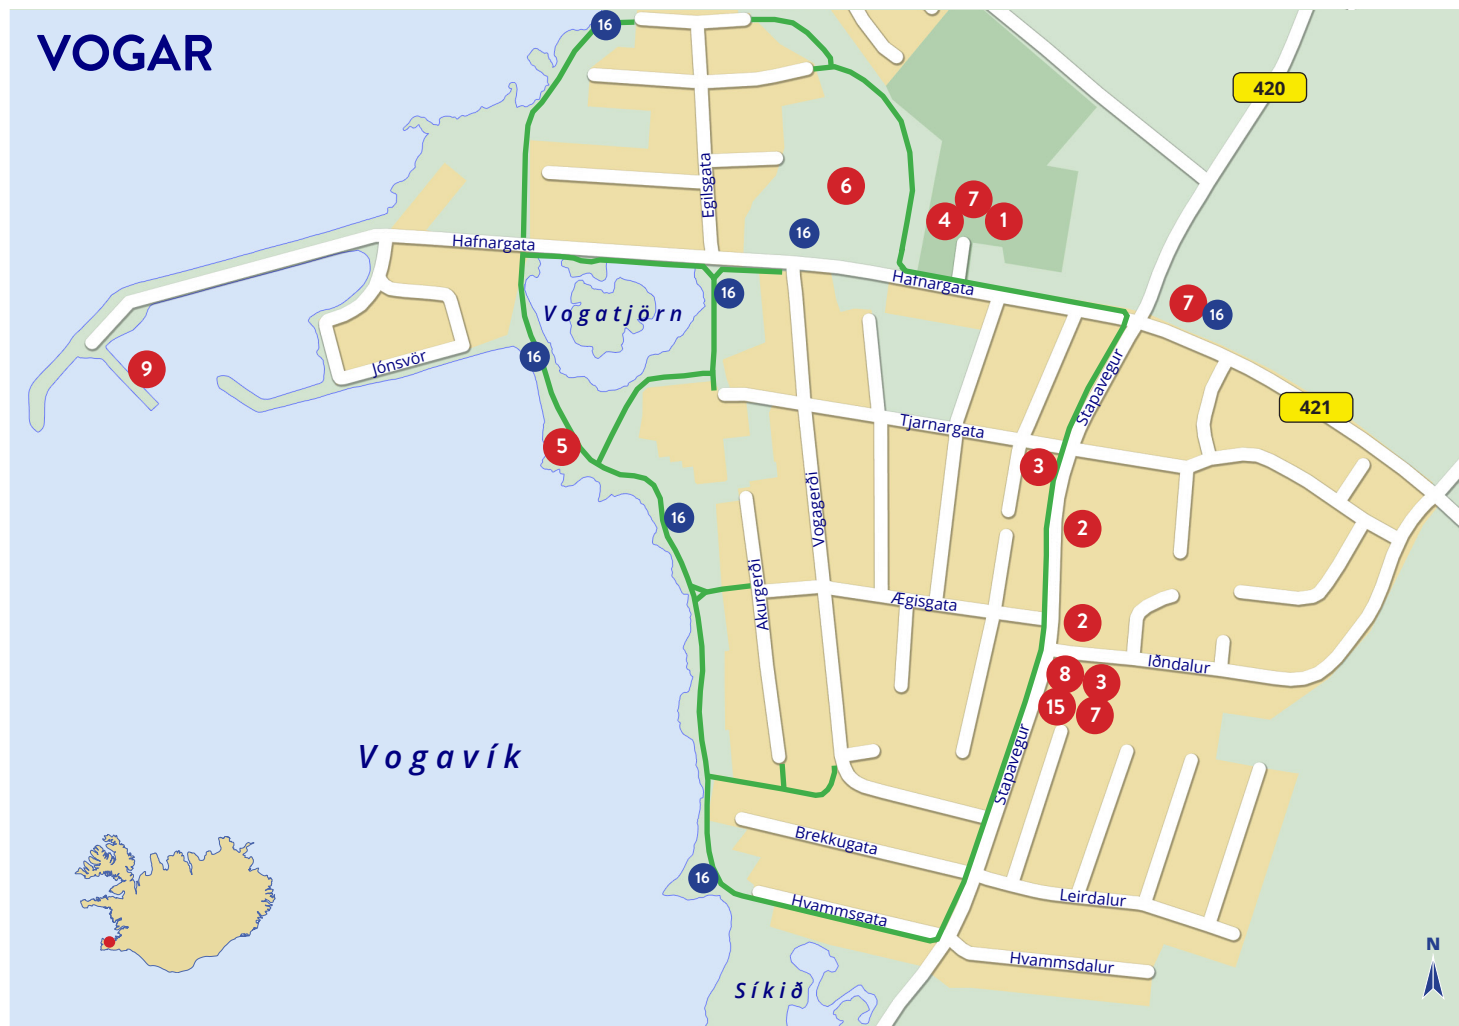 VOGAR
16
420
Egilsgata
6
7
4
1
16
Hafnargata
Hafnargata
16
7
16
Vogatjörn
16
Jónsvör
9
Stapavegur
421
Tjarnargata
5
3
Vogagerði
16
2
Akurgerði
Ægisgata
2
Iðndalur
8
3
15
7
Vogavík
Stapavegur
Brekkugata
16
Leirdalur
Hvammsgata
Hvammsdalur
N
Síkið